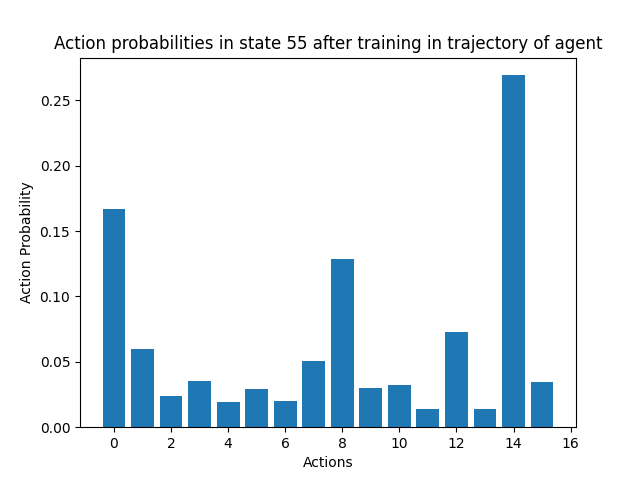 Action probabilities in state 55 after training in trajectory of agent
0.25
0.20
0.15
0.10
0.05
0.00
Action Probability
0 2 4 6 8 10 12 14 16
Actions